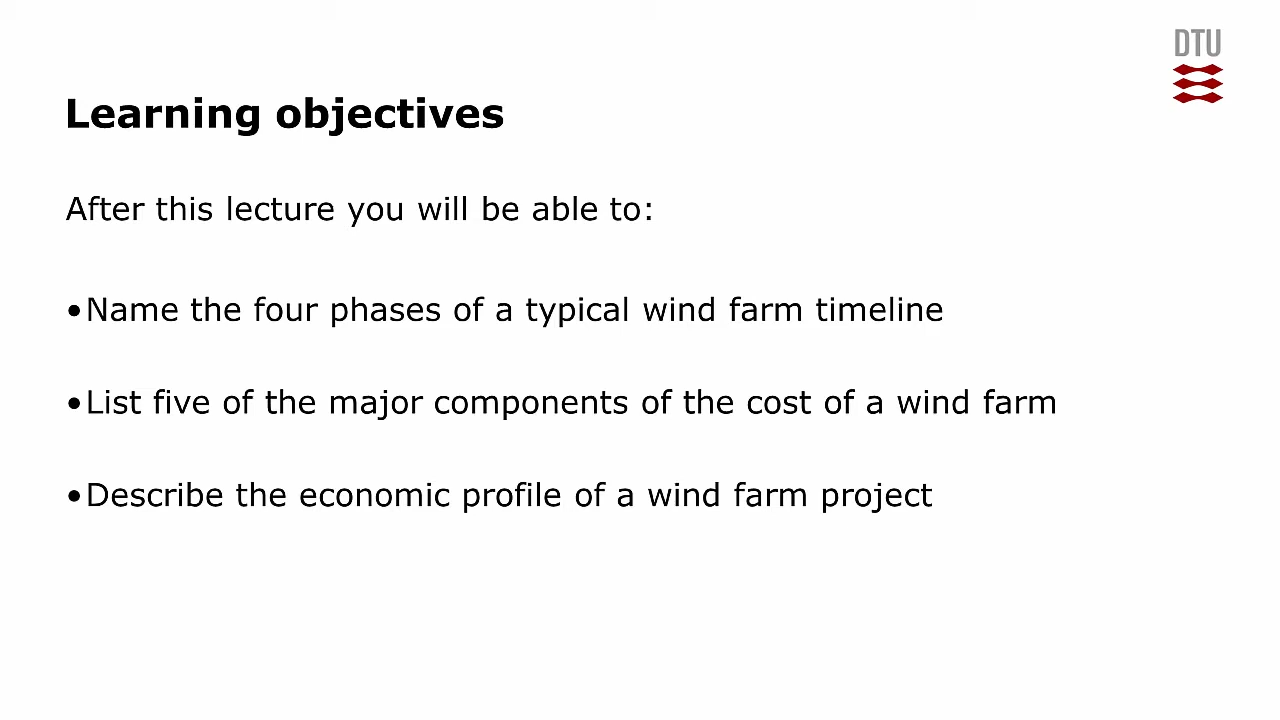 DTU
Learning objectives
After this lecture you will be able to:
•Name the four phases of a typical wind farm timeline
•List five of the major components of the cost of a wind farm
•Describe the economic profile of a wind farm project